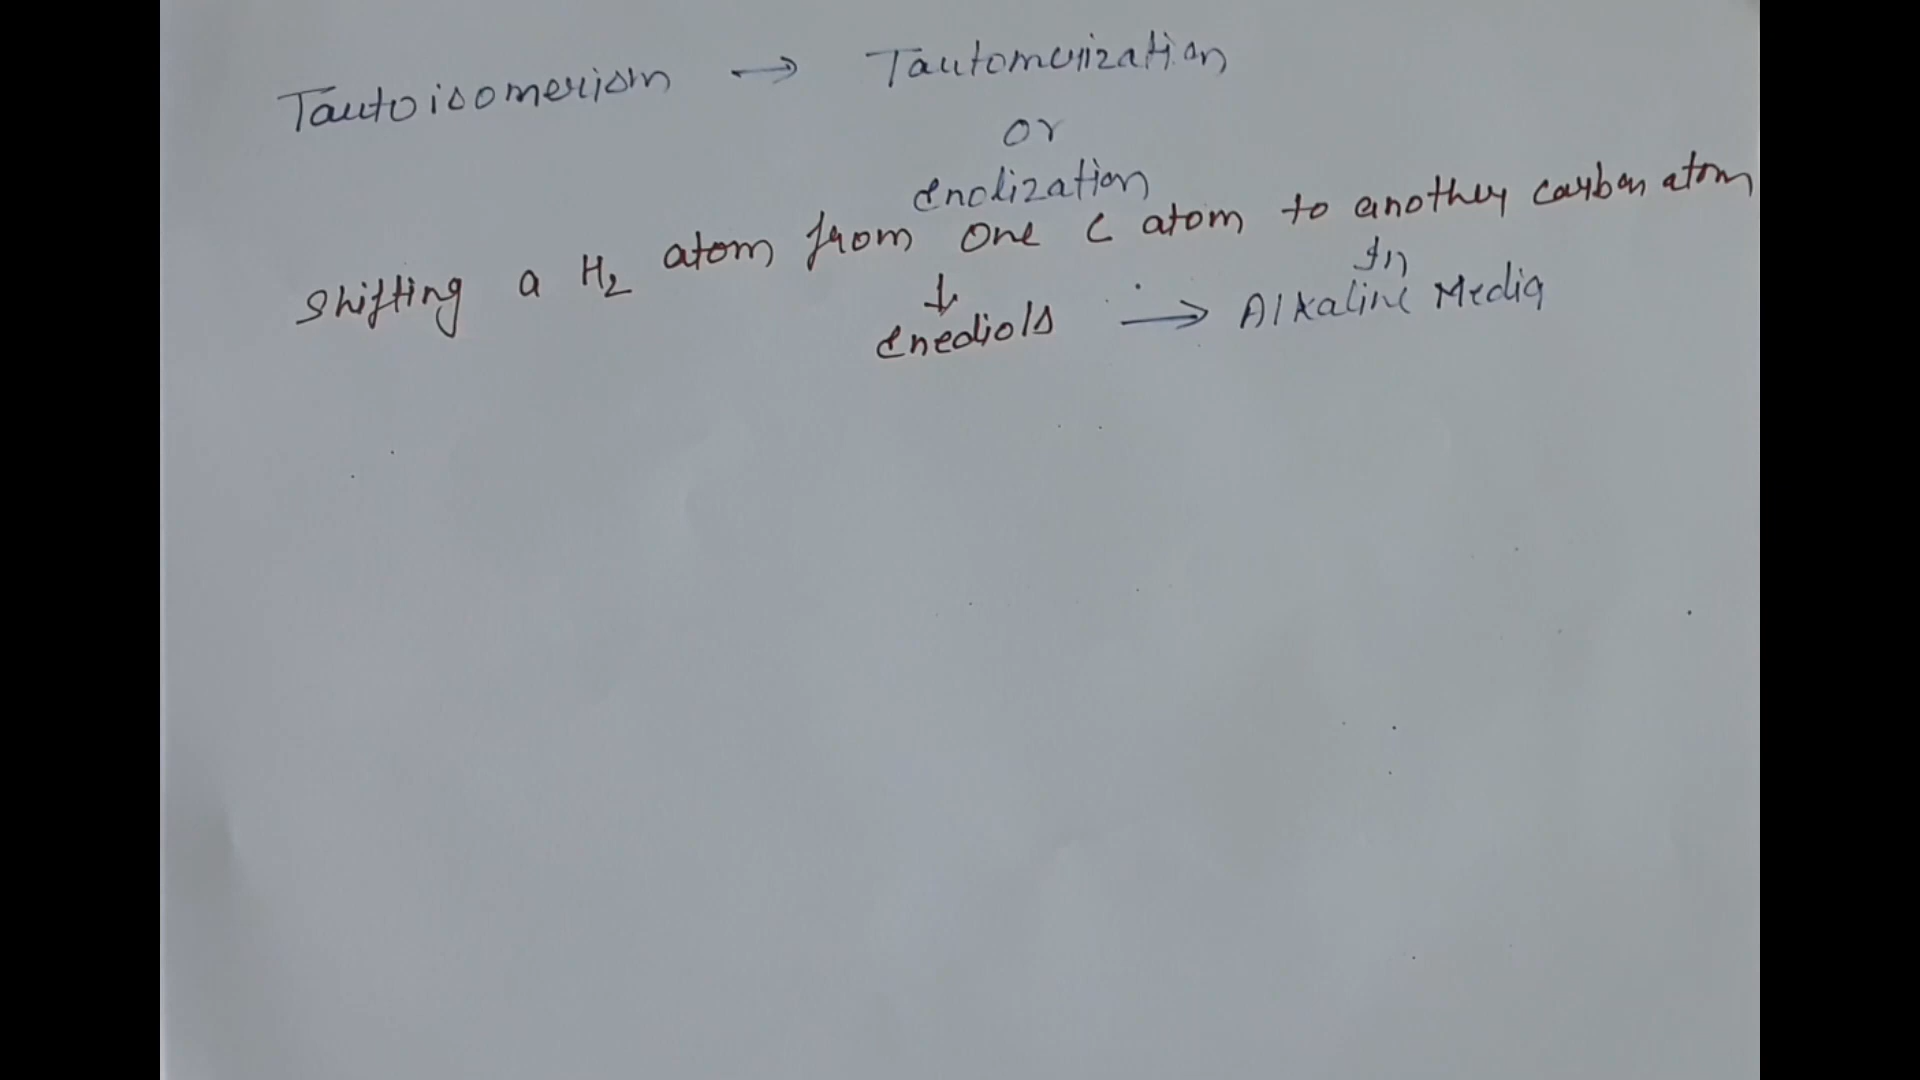 Tautoisomerism → Tautomerization
or
enolization
Shifting a H2 atom from one C atom to another carbon atom
↓ In
enediols → Alkaline Media